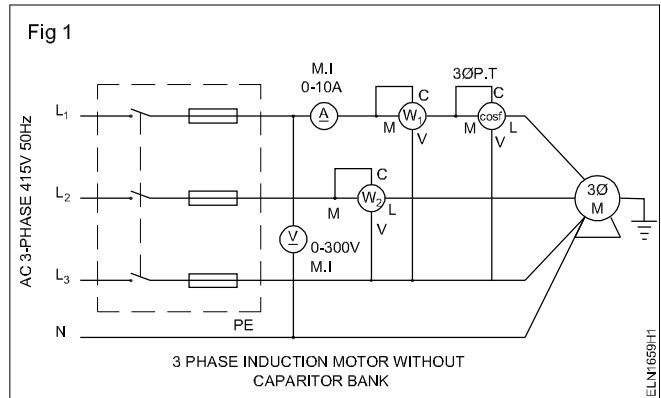 Fig 1
M.I
0-10A
3ØP.T
C
C
L₁
A
M
W₁
M
cosf
L
V
V
AC 3-PHASE 415V 50Hz
C
L₂
M
W₂
L
3Ø
M
V
V
0-300V
M.I
L₃
N
PE
3 PHASE INDUCTION MOTOR WITHOUT
CAPARITOR BANK
ELN1659H1